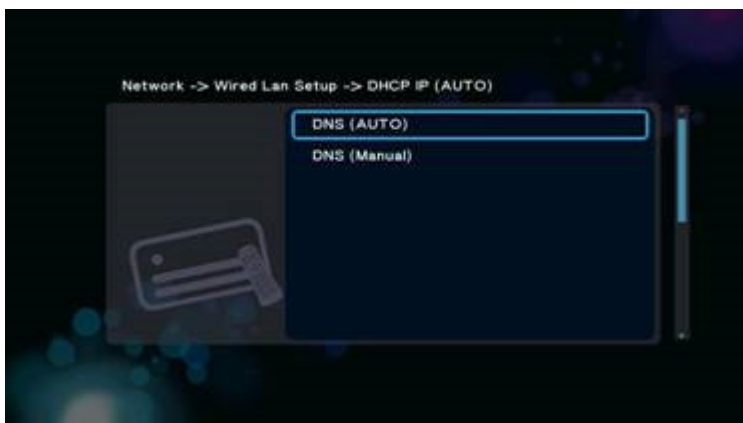 Network -> Wired Lan Setup -> DHCP IP (AUTO)
DNS (AUTO)
DNS (Manual)